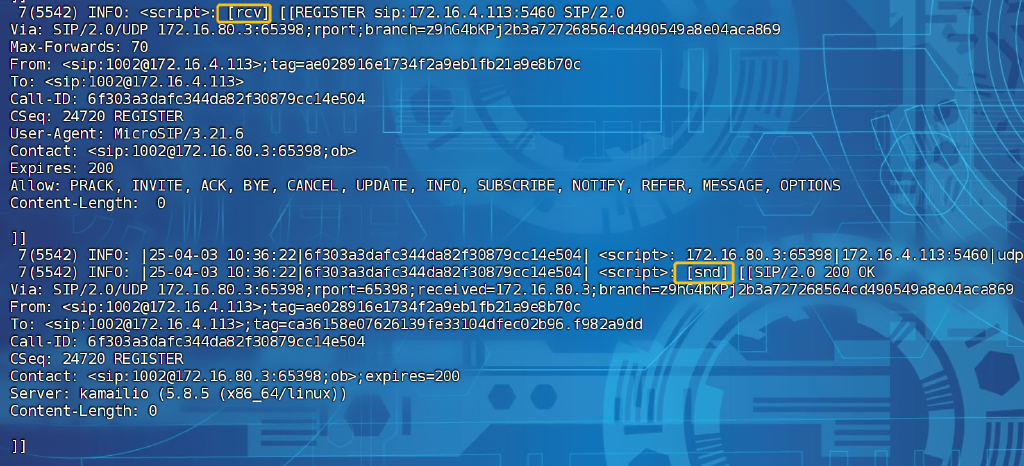 7(5542) INFO: <script>: [rcv] [[REGISTER sip:172.16.4.113:5460 SIP/2.0
Via: SIP/2.0/UDP 172.16.80.3:65398;rport;branch=z9hG4bKPj2b3a727268564cd490549a8e04aca869
Max-Forwards: 70
From: <sip:1002@172.16.4.113>;tag=ae028916e1734f2a9eb1fb21a9e8b70c
To: <sip:1002@172.16.4.113>
Call-ID: 6f303a3dafc344da82f30879cc14e504
CSeq: 24720 REGISTER
User-Agent: MicroSIP/3.21.6
Contact: <sip:1002@172.16.80.3:65398;ob>
Expires: 200
Allow: PRACK, INVITE, ACK, BYE, CANCEL, UPDATE, INFO, SUBSCRIBE, NOTIFY, REFER, MESSAGE, OPTIONS
Content-Length:  0
]]
7(5542) INFO: |25-04-03 10:36:22|6f303a3dafc344da82f30879cc14e504| <script>: 172.16.80.3:65398|172.16.4.113:5460|udp
7(5542) INFO: |25-04-03 10:36:22|6f303a3dafc344da82f30879cc14e504| <script>: [snd] [[SIP/2.0 200 OK
Via: SIP/2.0/UDP 172.16.80.3:65398;rport=65398;received=172.16.80.3;branch=z9hG4bKPj2b3a727268564cd490549a8e04aca869
From: <sip:1002@172.16.4.113>;tag=ae028916e1734f2a9eb1fb21a9e8b70c
To: <sip:1002@172.16.4.113>;tag=ca36158e07626139fe33104dfec02b96.f982a9dd
Call-ID: 6f303a3dafc344da82f30879cc14e504
CSeq: 24720 REGISTER
Contact: <sip:1002@172.16.80.3:65398;ob>;expires=200
Server: kamailio (5.8.5 (x86_64/linux))
Content-Length: 0
]]